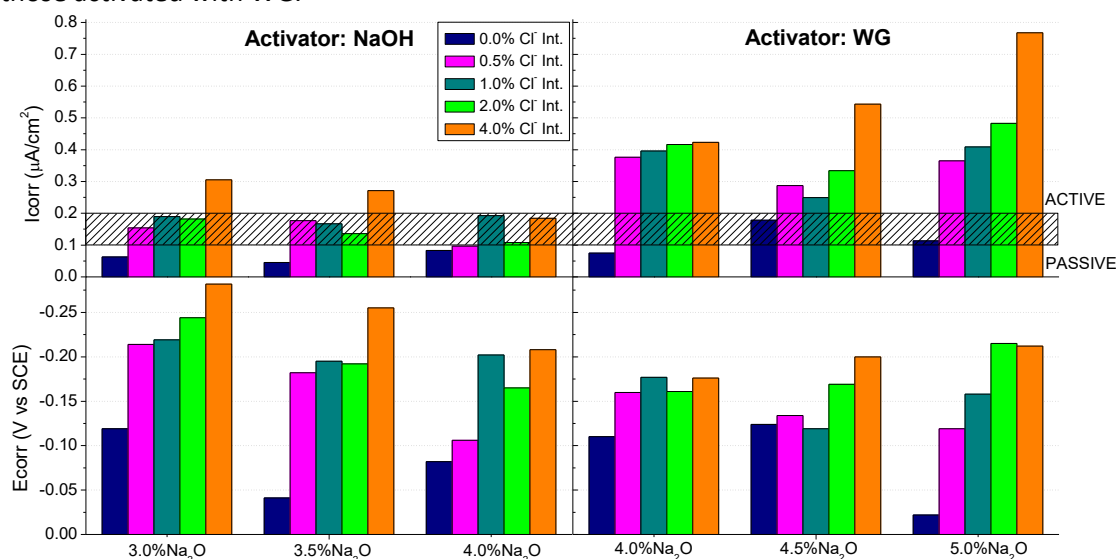 those activated with WG.
Activator: NaOH
Activator: WG
0.0% Cl⁻ Int.
0.5% Cl⁻ Int.
1.0% Cl⁻ Int.
2.0% Cl⁻ Int.
4.0% Cl⁻ Int.
Icorr (μA/cm²)
0.8
0.7
0.6
0.5
0.4
0.3
0.2
0.1
0.0
ACTIVE
PASSIVE
Ecorr (V vs SCE)
-0.25
-0.20
-0.15
-0.10
-0.05
0.00
3.0%Na₂O
3.5%Na₂O
4.0%Na₂O
4.0%Na₂O
4.5%Na₂O
5.0%Na₂O